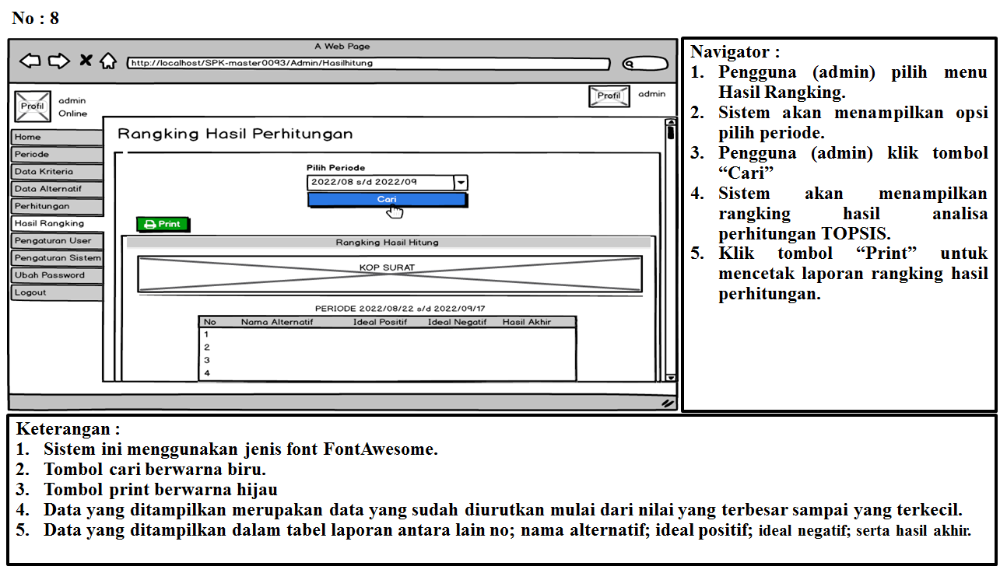 No : 8
A Web Page
http://localhost/SPK-master0093/Admin/Hasilhitung
Profil
admin
Online
Profil
admin
Home
Periode
Data Kriteria
Data Alternatif
Perhitungan
Hasil Rangking
Pengaturan User
Pengaturan Sistem
Ubah Password
Logout
Rangking Hasil Perhitungan
Pilih Periode
2022/08 s/d 2022/09
Cari
Print
Rangking Hasil Hitung
KOP SURAT
PERIODE 2022/08/22 s/d 2022/09/17
No Nama Alternatif Ideal Positif Ideal Negatif Hasil Akhir
1
2
3
4
Navigator :
1. Pengguna (admin) pilih menu
Hasil Rangking.
2. Sistem akan menampilkan opsi
pilih periode.
3. Pengguna (admin) klik tombol
“Cari”
4. Sistem akan menampilkan
rangking hasil analisa
perhitungan TOPSIS.
5. Klik tombol “Print” untuk
mencetak laporan rangking hasil
perhitungan.
Keterangan :
1. Sistem ini menggunakan jenis font FontAwesome.
2. Tombol cari berwarna biru.
3. Tombol print berwarna hijau
4. Data yang ditampilkan merupakan data yang sudah diurutkan mulai dari nilai yang terbesar sampai yang terkecil.
5. Data yang ditampilkan dalam tabel laporan antara lain no; nama alternatif; ideal positif; ideal negatif; serta hasil akhir.